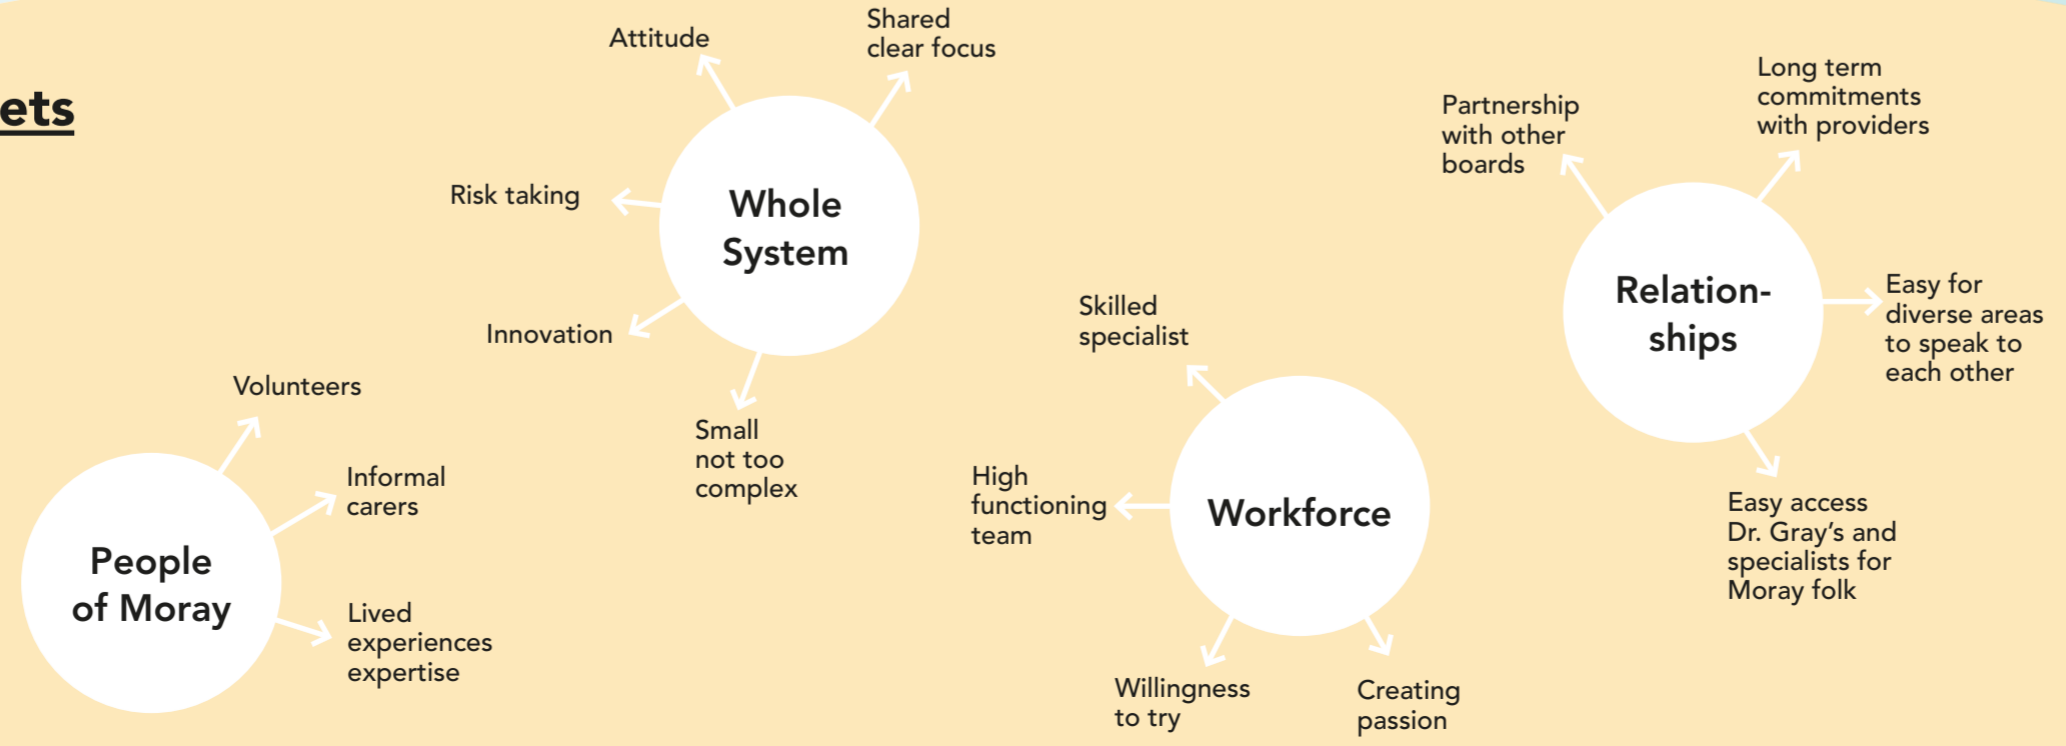 ets
People
of Moray
Volunteers
Informal
carers
Lived
experiences
expertise
Whole
System
Attitude
Shared
clear focus
Risk taking
Innovation
Small
not too
complex
Workforce
Skilled
specialist
High
functioning
team
Willingness
to try
Creating
passion
Relation-
ships
Partnership
with other
boards
Long term
commitments
with providers
Easy for
diverse areas
to speak to
each other
Easy access
Dr. Gray’s and
specialists for
Moray folk